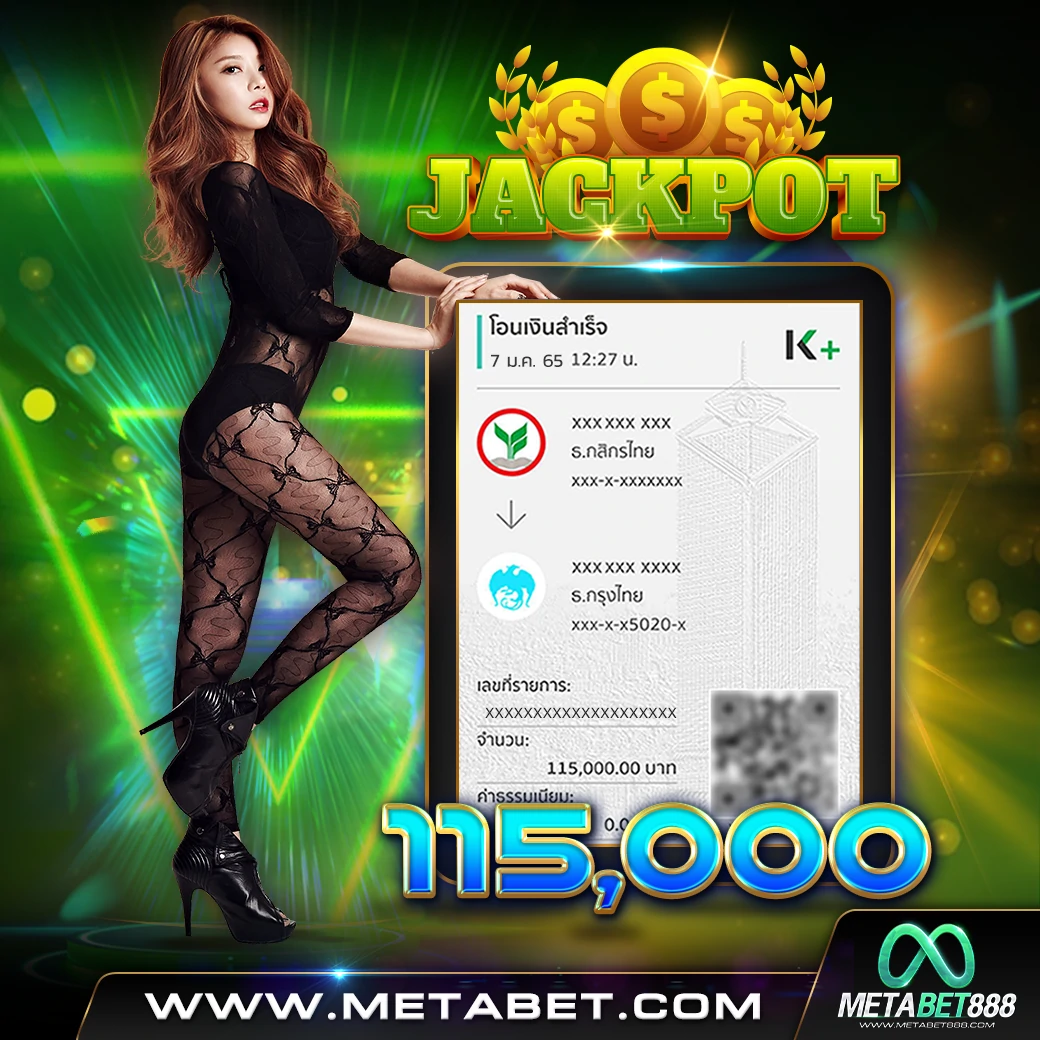 JACKPOT
โอนเงินสำเร็จ
7 ม.ค. 65 12:27 น.
K+
xxx xxx xxx
ธ.กสิกรไทย
xxx-x-xxxxxxx
xxx xxx xxxx
ธ.กรุงไทย
xxx-x-x5020-x
เลขที่รายการ:
xxxxxxxxxxxxxxxxxxxx
จำนวน:
115,000.00 บาท
ค่าธรรมเนียม:
115,000
WWW.METABET.COM
METABET888
WWW.METABET888.COM